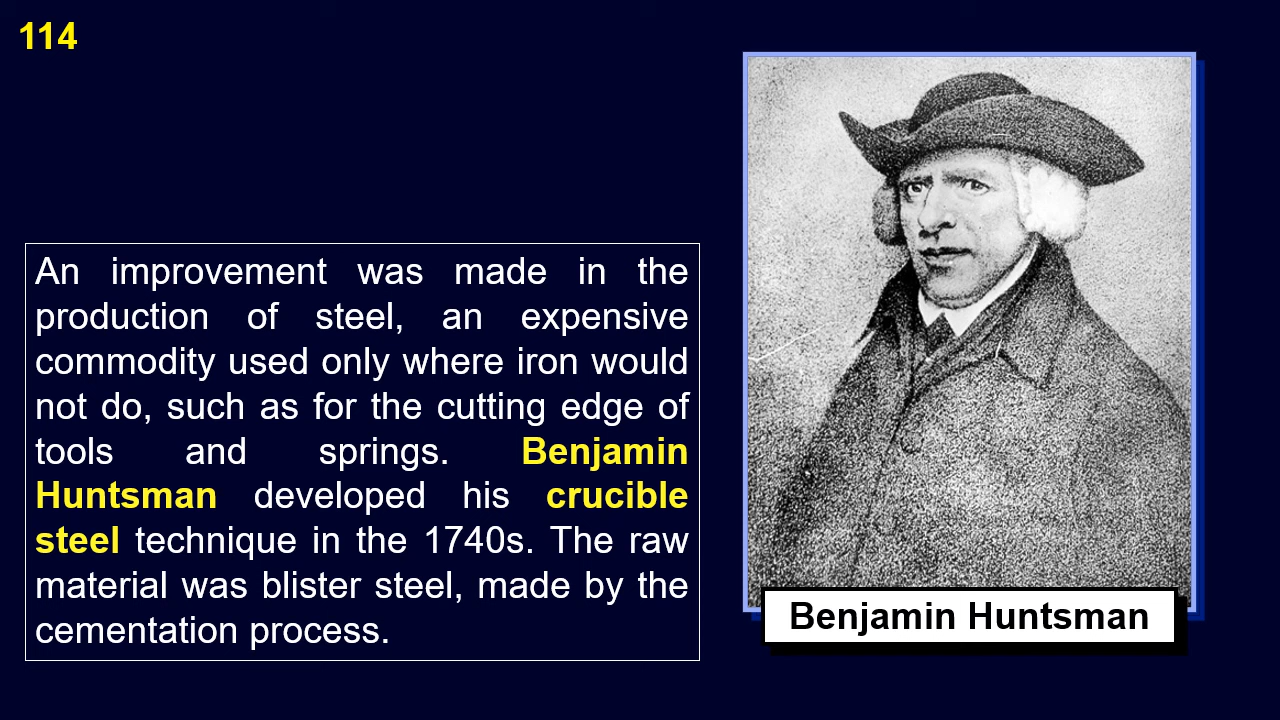 114
An improvement was made in the
production of steel, an expensive
commodity used only where iron would
not do, such as for the cutting edge of
tools and springs. Benjamin
Huntsman developed his crucible
steel technique in the 1740s. The raw
material was blister steel, made by the
cementation process.
Benjamin Huntsman